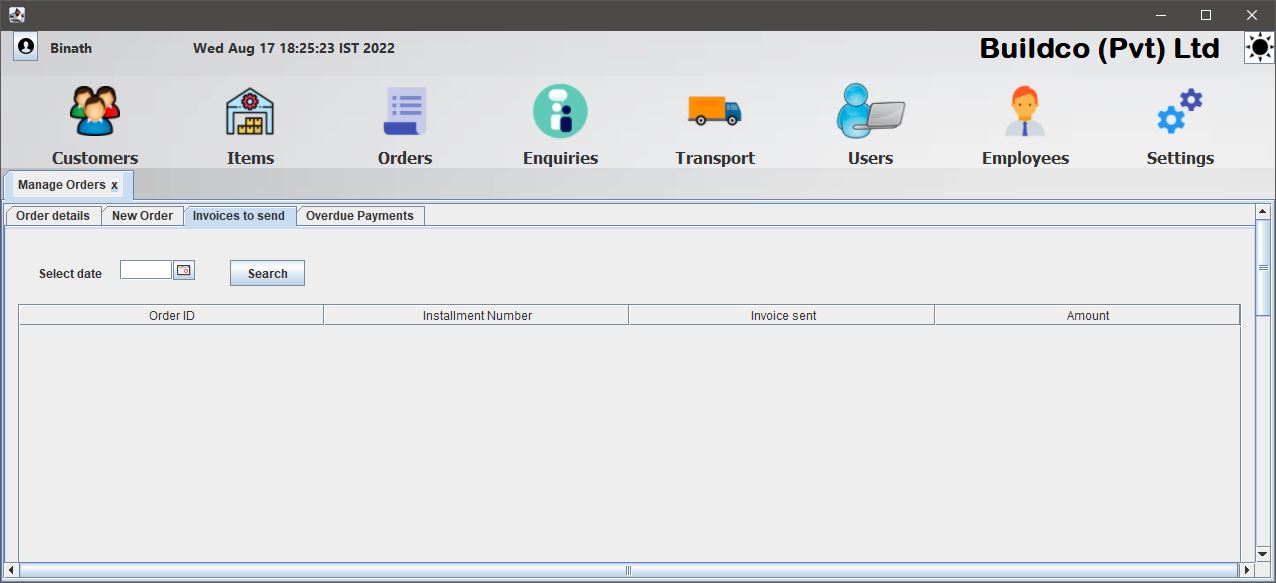 Binath Wed Aug 17 18:25:23 IST 2022 Buildco (Pvt) Ltd
Customers Items Orders Enquiries Transport Users Employees Settings
Manage Orders x
Order details New Order Invoices to send Overdue Payments
Select date Search
Order ID Installment Number Invoice sent Amount